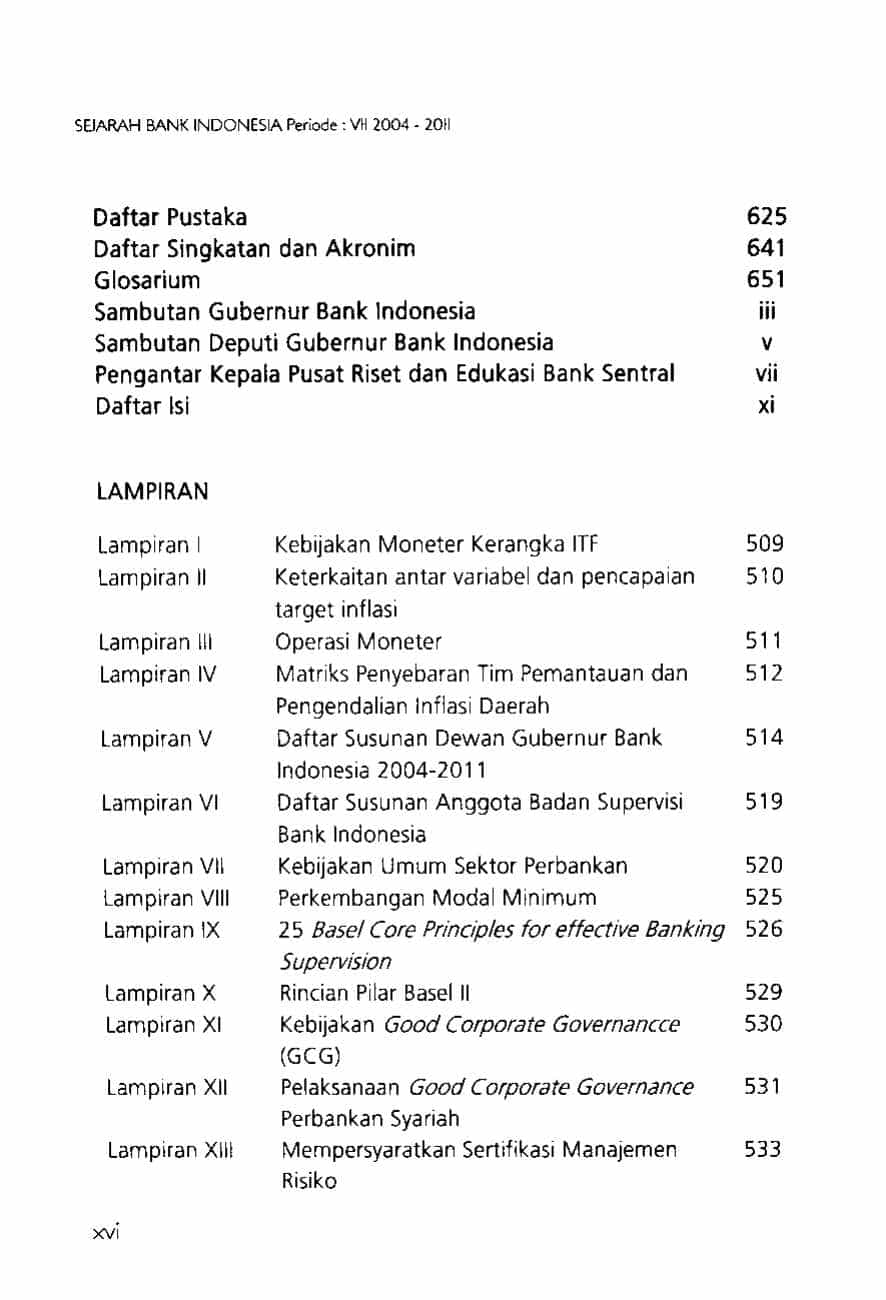 SEJARAH BANK INDONESIA Periode : VII 2004 - 2011
Daftar Pustaka 625
Daftar Singkatan dan Akronim 641
Glosarium 651
Sambutan Gubernur Bank Indonesia iii
Sambutan Deputi Gubernur Bank Indonesia v
Pengantar Kepala Pusat Riset dan Edukasi Bank Sentral vii
Daftar Isi xi
LAMPIRAN
Lampiran I Kebijakan Moneter Kerangka ITF 509
Lampiran II Keterkaitan antar variabel dan pencapaian 510
target inflasi
Lampiran III Operasi Moneter 511
Lampiran IV Matriks Penyebaran Tim Pemantauan dan 512
Pengendalian Inflasi Daerah
Lampiran V Daftar Susunan Dewan Gubernur Bank 514
Indonesia 2004-2011
Lampiran VI Daftar Susunan Anggota Badan Supervisi 519
Bank Indonesia
Lampiran VII Kebijakan Umum Sektor Perbankan 520
Lampiran VIII Perkembangan Modal Minimum 525
Lampiran IX 25 Basel Core Principles for effective Banking 526
Supervision
Lampiran X Rincian Pilar Basel II 529
Lampiran XI Kebijakan Good Corporate Governancce 530
(GCG)
Lampiran XII Pelaksanaan Good Corporate Governance 531
Perbankan Syariah
Lampiran XIII Mempersyaratkan Sertifikasi Manajemen 533
Risiko
xvi